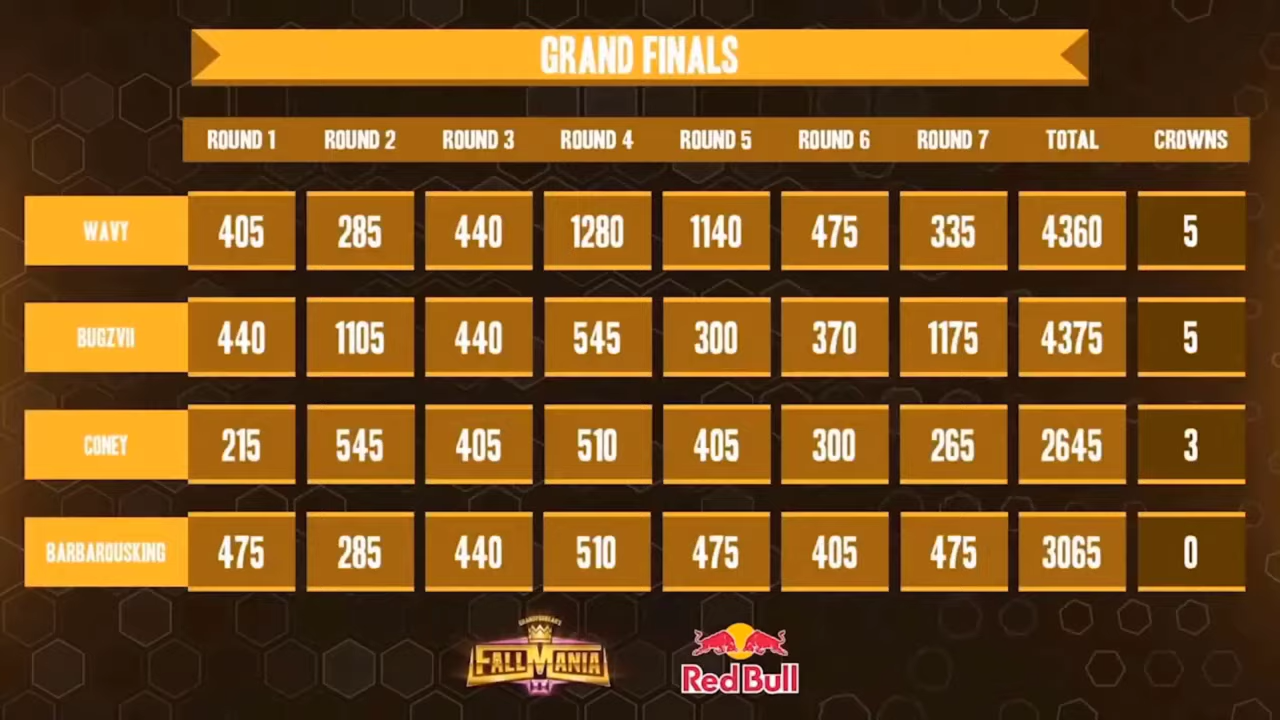 GRAND FINALS
ROUND 1 ROUND 2 ROUND 3 ROUND 4 ROUND 5 ROUND 6 ROUND 7 TOTAL CROWNS
WAVY 405 285 440 1280 1140 475 335 4360 5
BUGZVII 440 1105 440 545 300 370 1175 4375 5
CONEY 215 545 405 510 405 300 265 2645 3
BARBAROUSKING 475 285 440 510 475 405 475 3065 0
FALLMANIA
RedBull